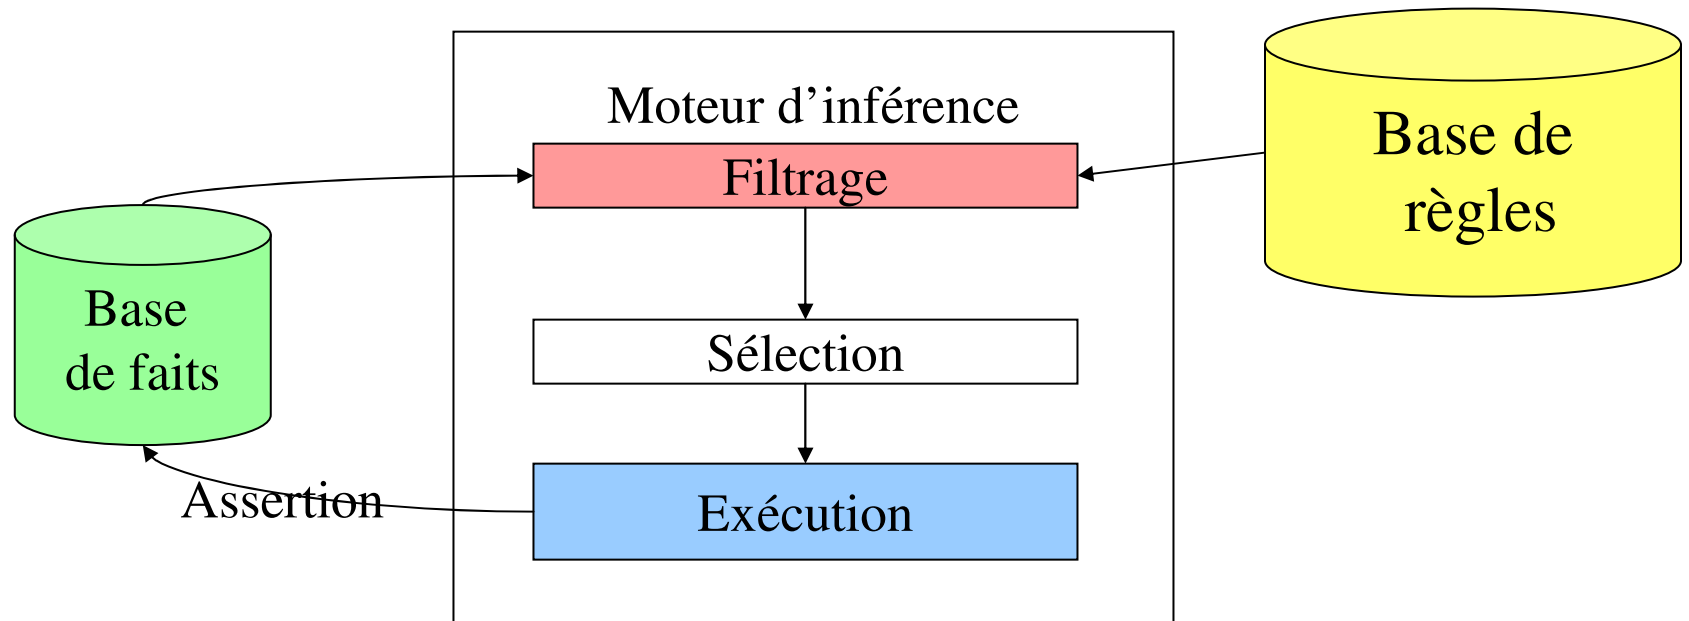 Moteur d’inférence
Filtrage
Base de
règles
Base
de faits
Sélection
Assertion
Exécution